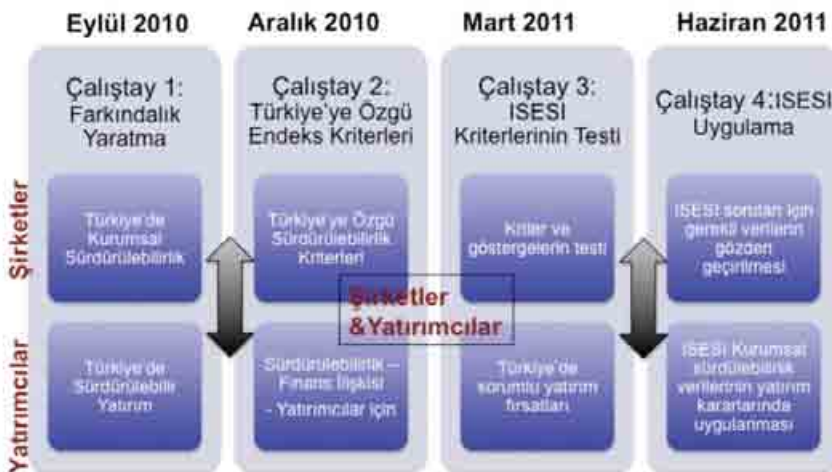 Eylül 2010
Aralık 2010
Mart 2011
Haziran 2011
Çalıştay 1:
Farkındalık
Yaratma
Çalıştay 2:
Türkiye'ye Özgü
Endeks Kriterleri
Çalıştay 3:
ISESI
Kriterlerinin Testi
Çalıştay 4:ISESI
Uygulama
Şirketler
Türkiye'de
Kurumsal
Sürdürülebilirlik
Türkiye'ye Özgü
Sürdürülebilirlik
Kriterleri
Kriter ve
göstergelerin testi
ISESI soruları için
gerekli verilerin
gözden
geçirilmesi
Şirketler
&Yatırımcılar
Yatırımcılar
Türkiye'de
Sürdürülebilir
Yatırım
Sürdürülebilirlik –
Finans İlişkisi
- Yatırımcılar için
Türkiye'de
sorumlu yatırım
fırsatları
ISESI Kurumsal
sürdürülebilirlik
verilerinin yatırım
kararlarında
uygulanması